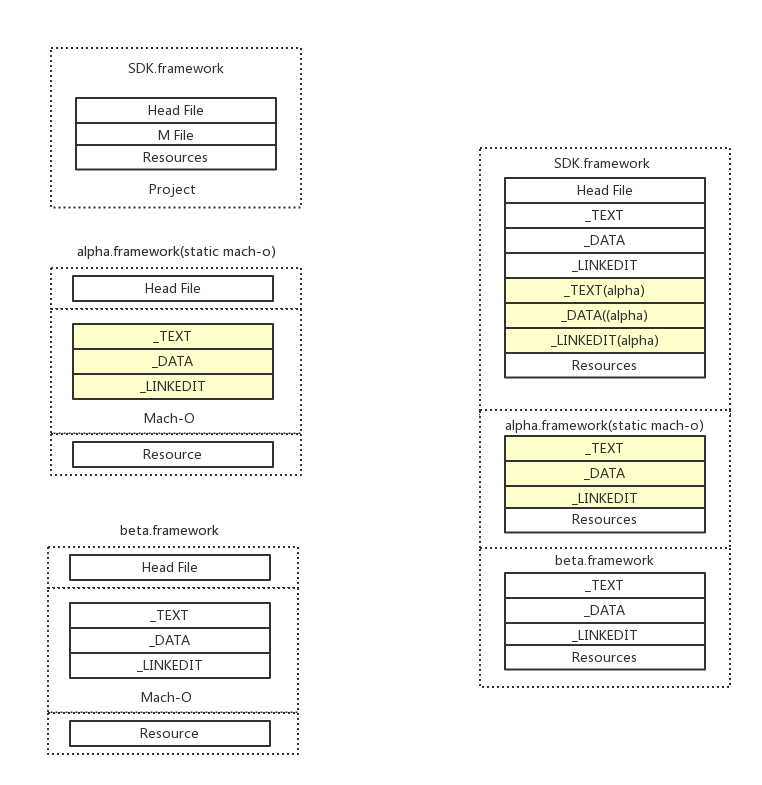 SDK.framework
Head File
M File
Resources
Project
alpha.framework(static mach-o)
Head File
_TEXT
_DATA
_LINKEDIT
Mach-O
Resource
beta.framework
Head File
_TEXT
_DATA
_LINKEDIT
Mach-O
Resource
SDK.framework
Head File
_TEXT
_DATA
_LINKEDIT
_TEXT(alpha)
_DATA((alpha)
_LINKEDIT(alpha)
Resources
alpha.framework(static mach-o)
_TEXT
_DATA
_LINKEDIT
Resources
beta.framework
_TEXT
_DATA
_LINKEDIT
Resources